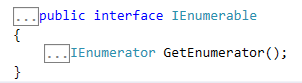 ...public interface IEnumerable
{
...IEnumerator GetEnumerator();
}